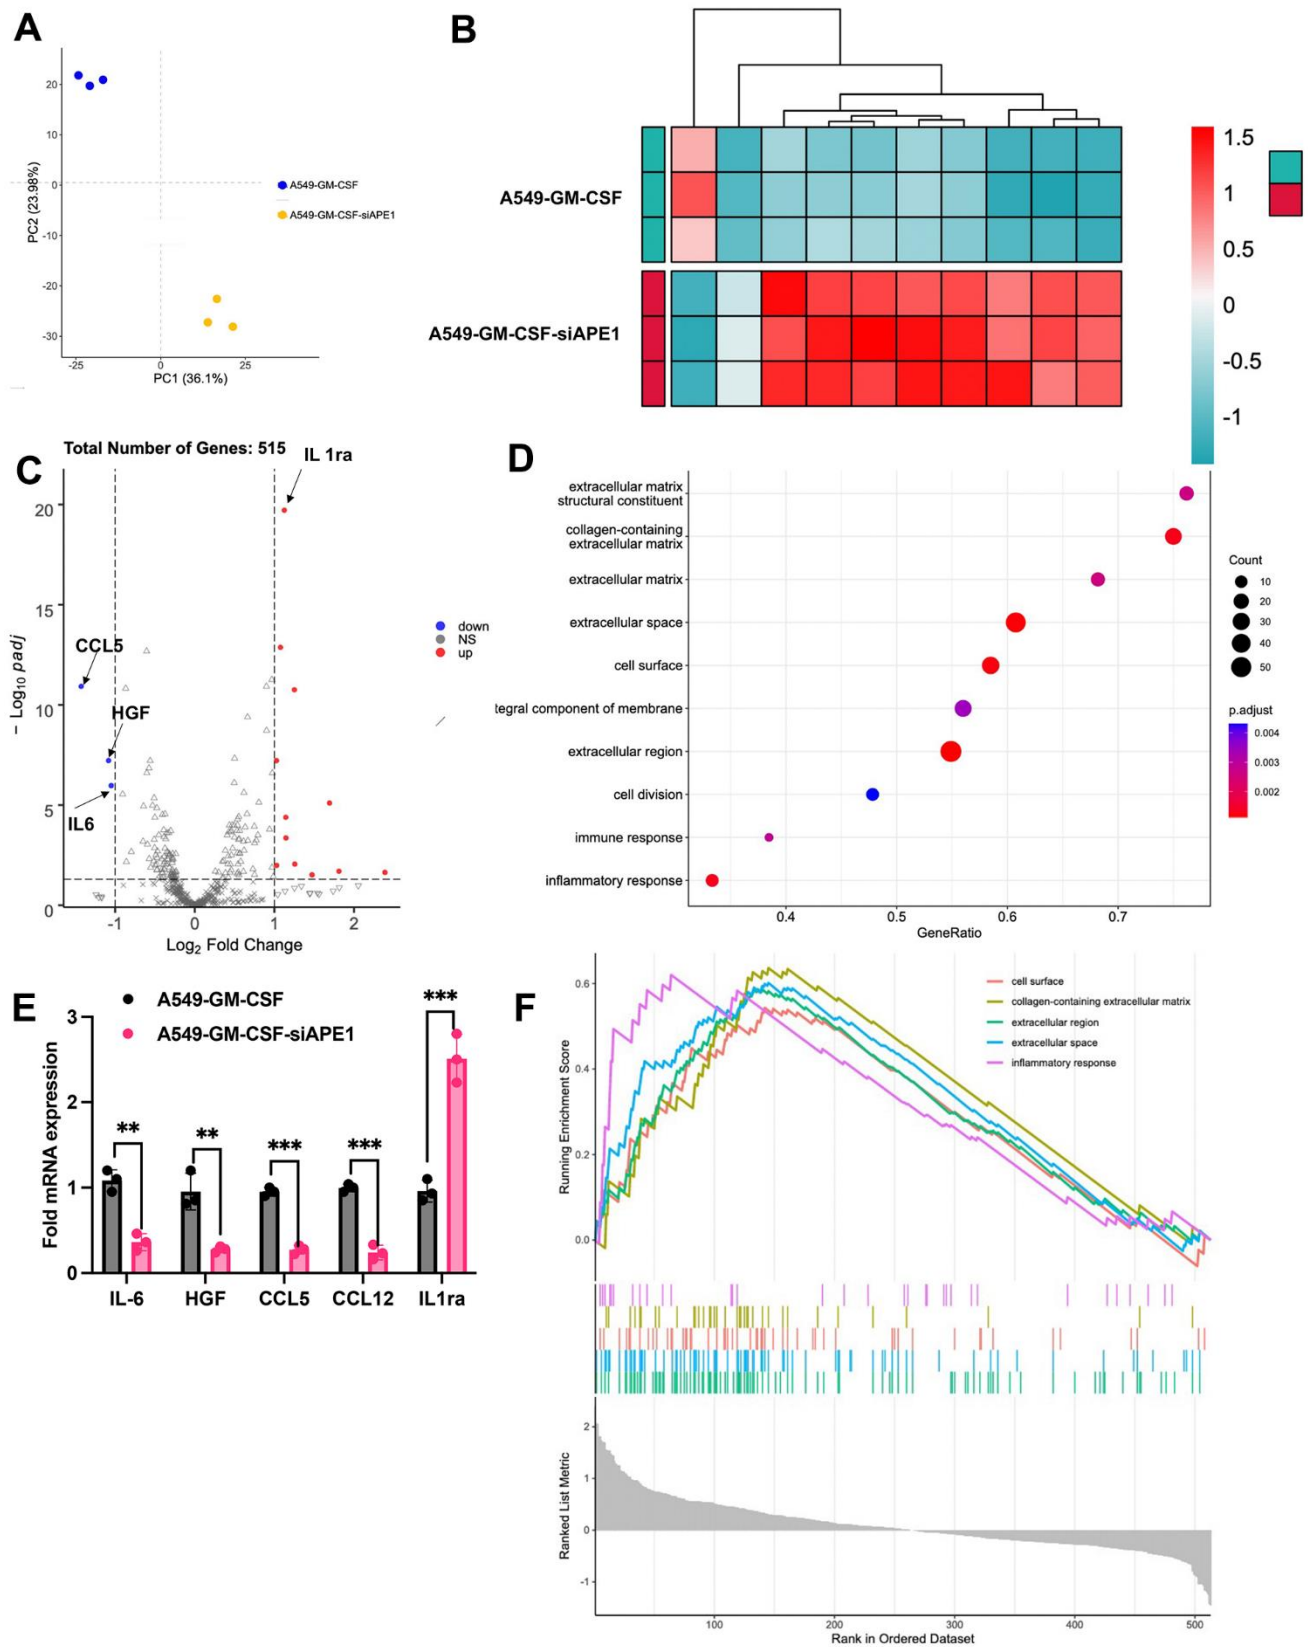 A
PC2 (23.98%)
20
10
0
-10
-20
-30
-25
0
25
PC1 (36.1%)
A549-GM-CSF
A549-GM-CSF-siAPE1
B
A549-GM-CSF
A549-GM-CSF-siAPE1
1.5
1
0.5
0
-0.5
-1
C
Total Number of Genes: 515
IL 1ra
CCL5
HGF
IL6
− Log10 padj
20
15
10
5
0
-1
0
1
2
Log2 Fold Change
down
NS
up
D
extracellular matrix
structural constituent
collagen-containing
extracellular matrix
extracellular matrix
extracellular space
cell surface
tegral component of membrane
extracellular region
cell division
immune response
inflammatory response
0.4
0.5
0.6
0.7
GeneRatio
Count
10
20
30
40
50
p.adjust
0.004
0.003
0.002
E
A549-GM-CSF
A549-GM-CSF-siAPE1
Fold mRNA expression
3
2
1
0
**
**
***
***
***
IL-6
HGF
CCL5
CCL12
IL1ra
F
Running Enrichment Score
0.6
0.4
0.2
0.0
cell surface
collagen-containing extracellular matrix
extracellular region
extracellular space
inflammatory response
Ranked List Metric
2
1
0
-1
100
200
300
400
500
Rank in Ordered Dataset